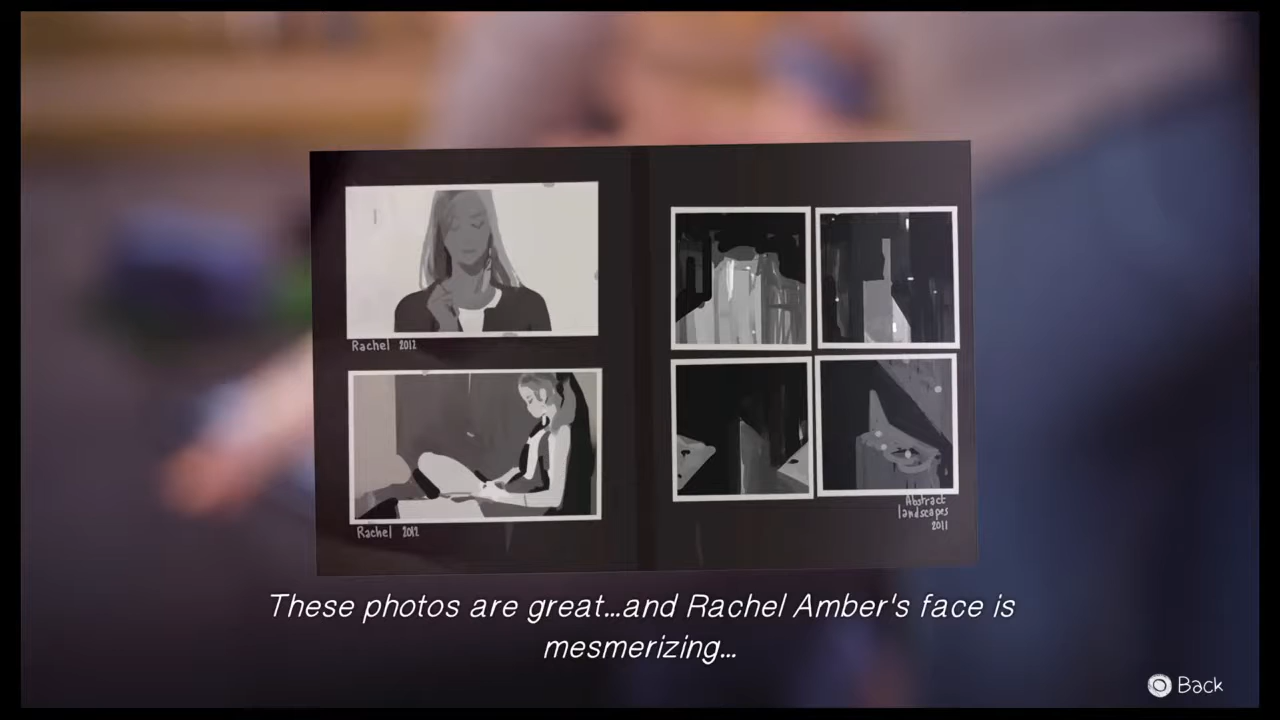 Rachel 2012
Rachel 2012
Abstract
landscapes
2011
These photos are great...and Rachel Amber's face is
mesmerizing...
Back